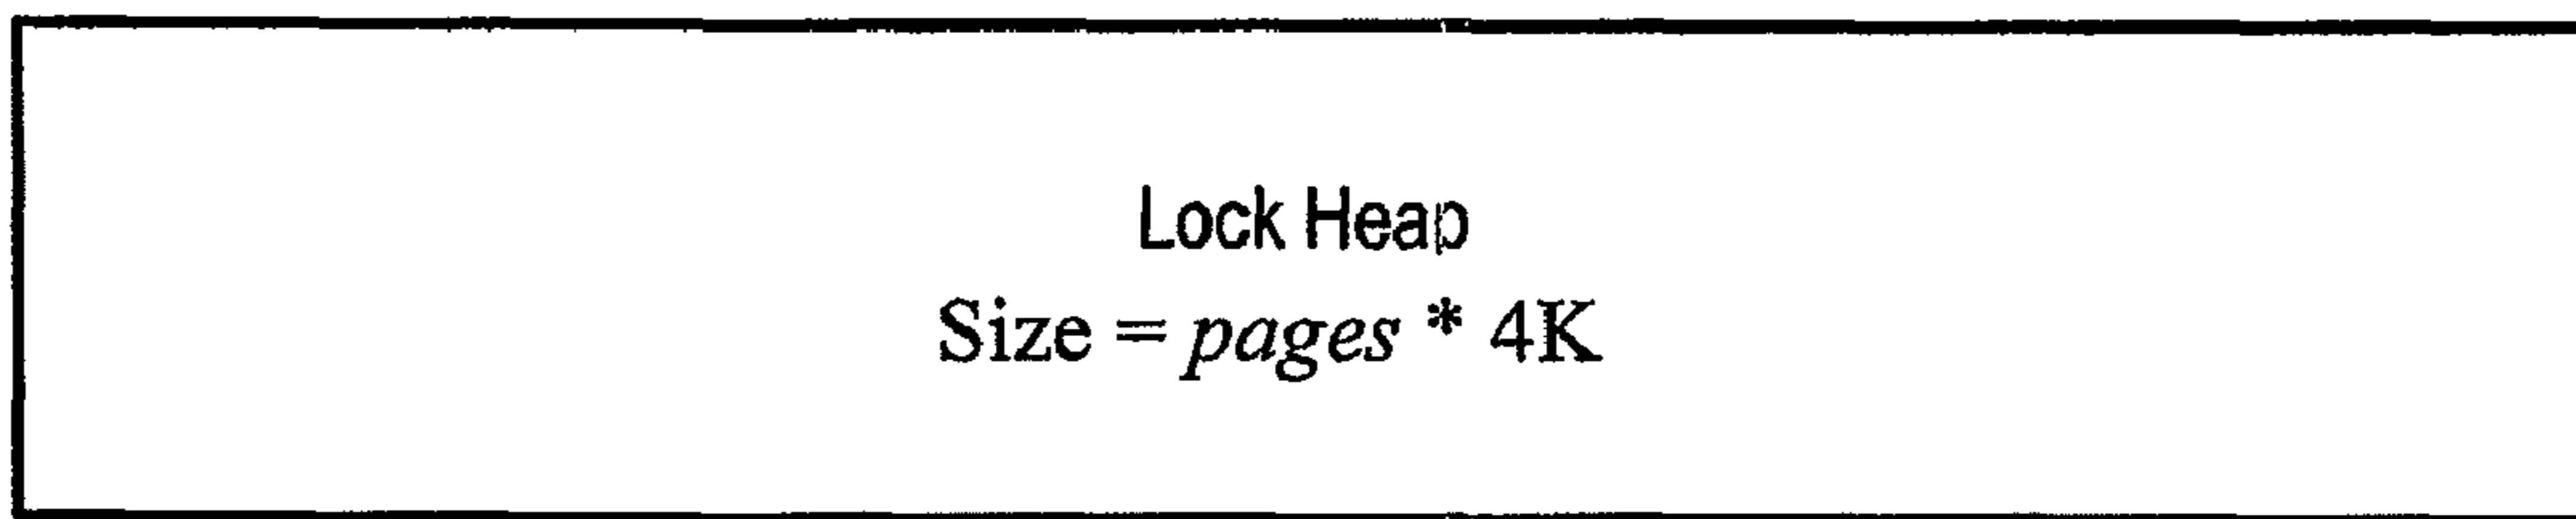 Lock Heap
Size = pages * 4K